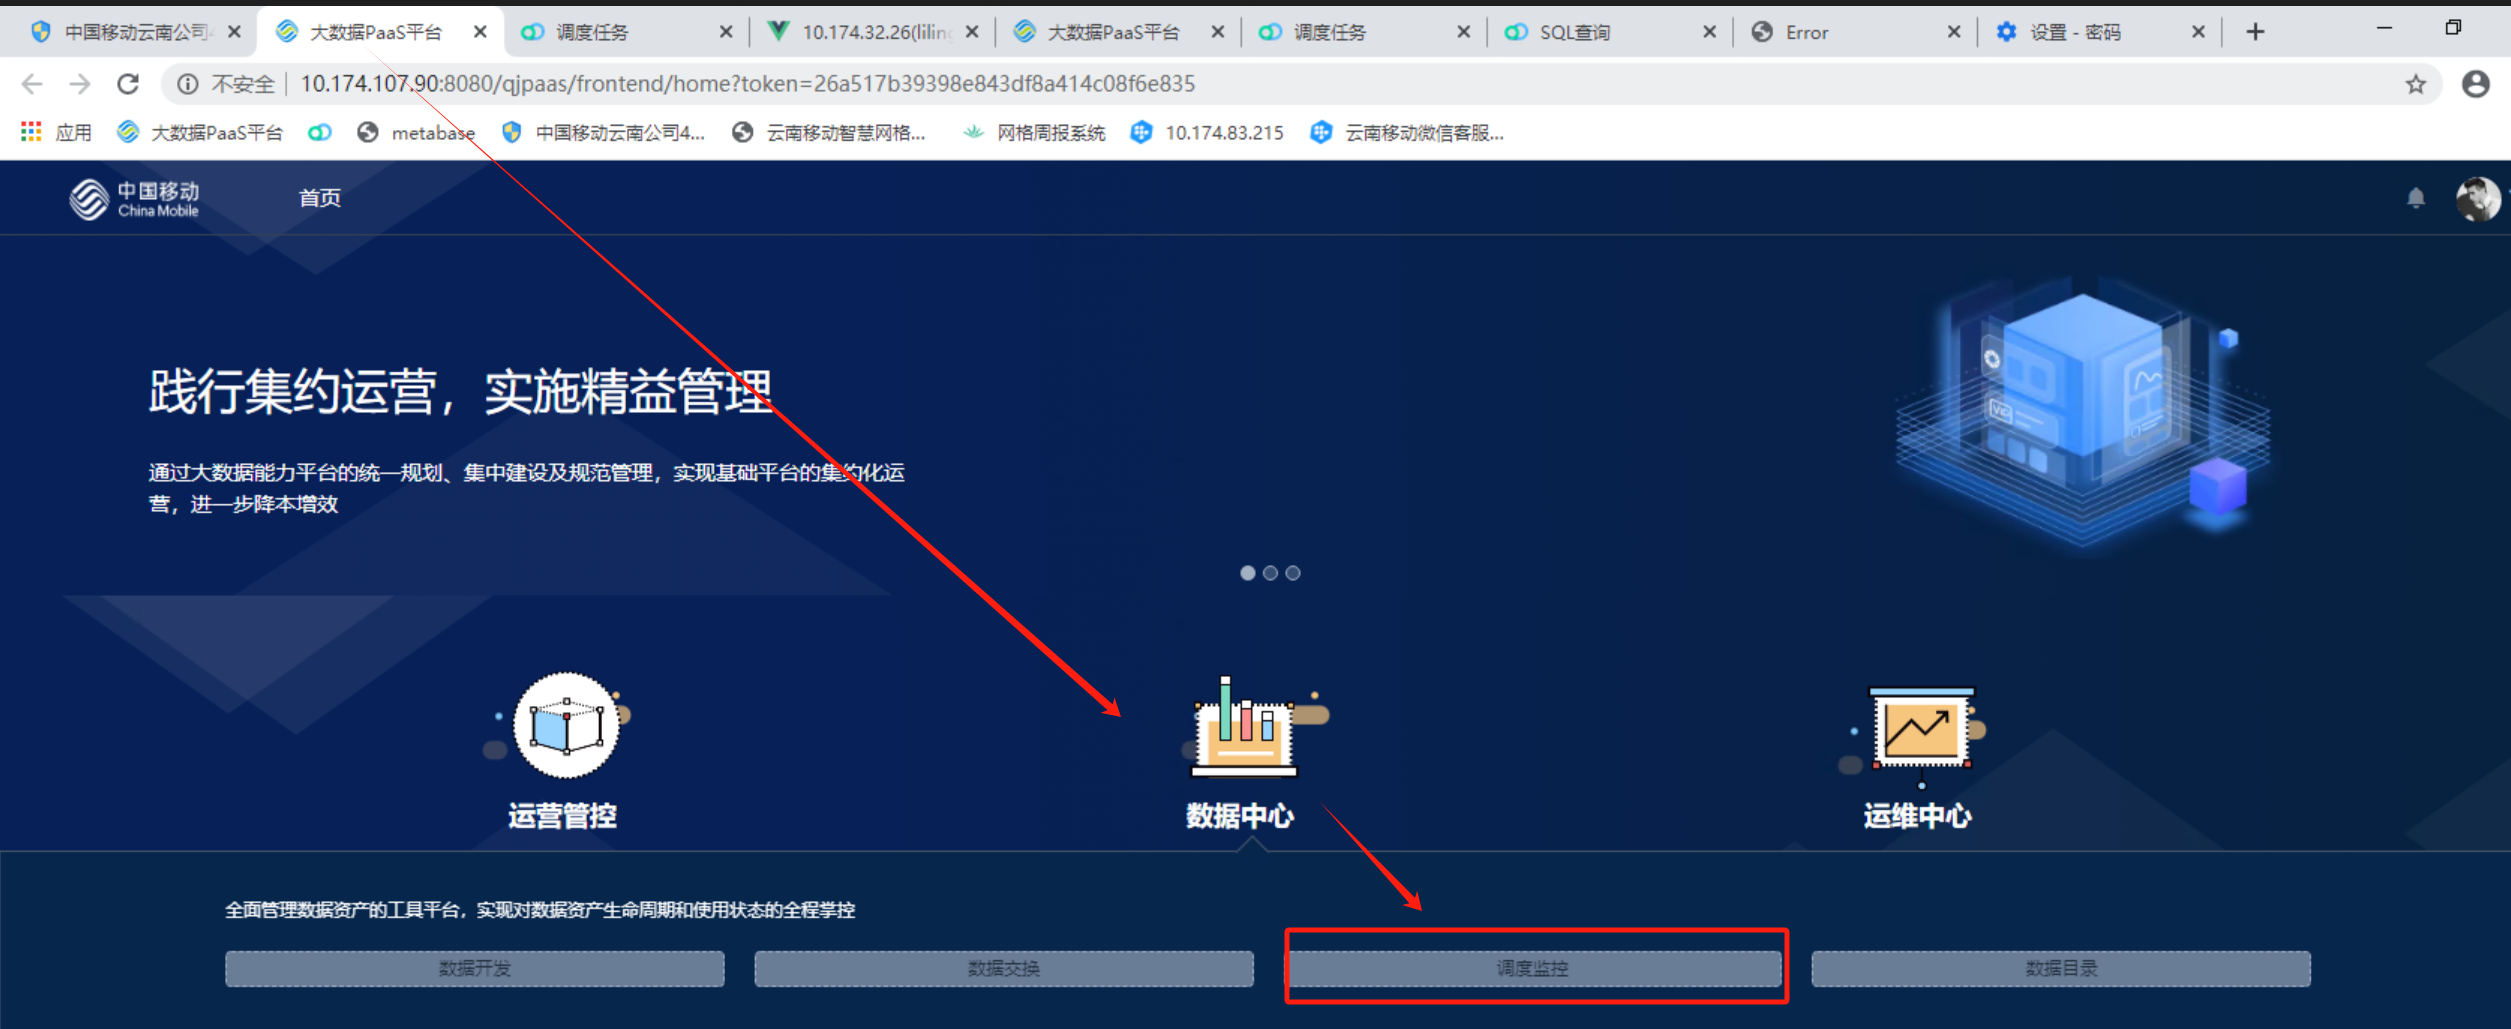 中国移动云南公司4
大数据PaaS平台
调度任务
10.174.32.26(liling
大数据PaaS平台
调度任务
SQL查询
Error
设置 - 密码
不安全
10.174.107.90:8080/qjpaas/frontend/home?token=26a517b39398e843df8a414c08f6e835
应用
大数据PaaS平台
metabase
中国移动云南公司4...
云南移动智慧网格...
网格周报系统
10.174.83.215
云南移动微信客服...
中国移动
China Mobile
首页
践行集约运营，实施精益管理
通过大数据能力平台的统一规划、集中建设及规范管理，实现基础平台的集约化运
营，进一步降本增效
运营管控
数据中心
运维中心
全面管理数据资产的工具平台，实现对数据资产生命周期和使用状态的全程掌控
数据开发
数据交换
调度监控
数据目录